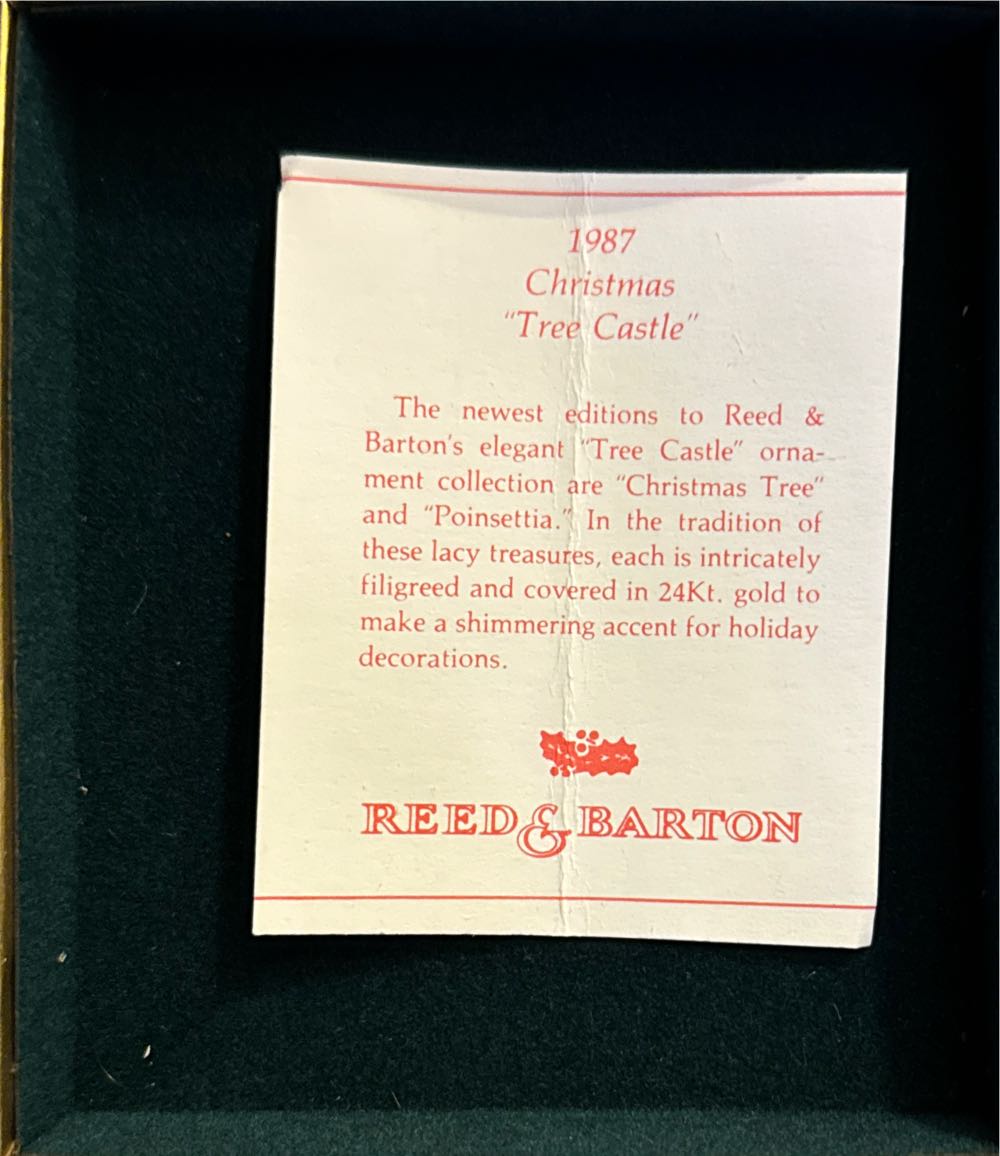 1987
Christmas
"Tree Castle"
The newest editions to Reed &
Barton's elegant "Tree Castle" orna-
ment collection are "Christmas Tree"
and "Poinsettia." In the tradition of
these lacy treasures, each is intricately
filigreed and covered in 24Kt. gold to
make a shimmering accent for holiday
decorations.
REED & BARTON